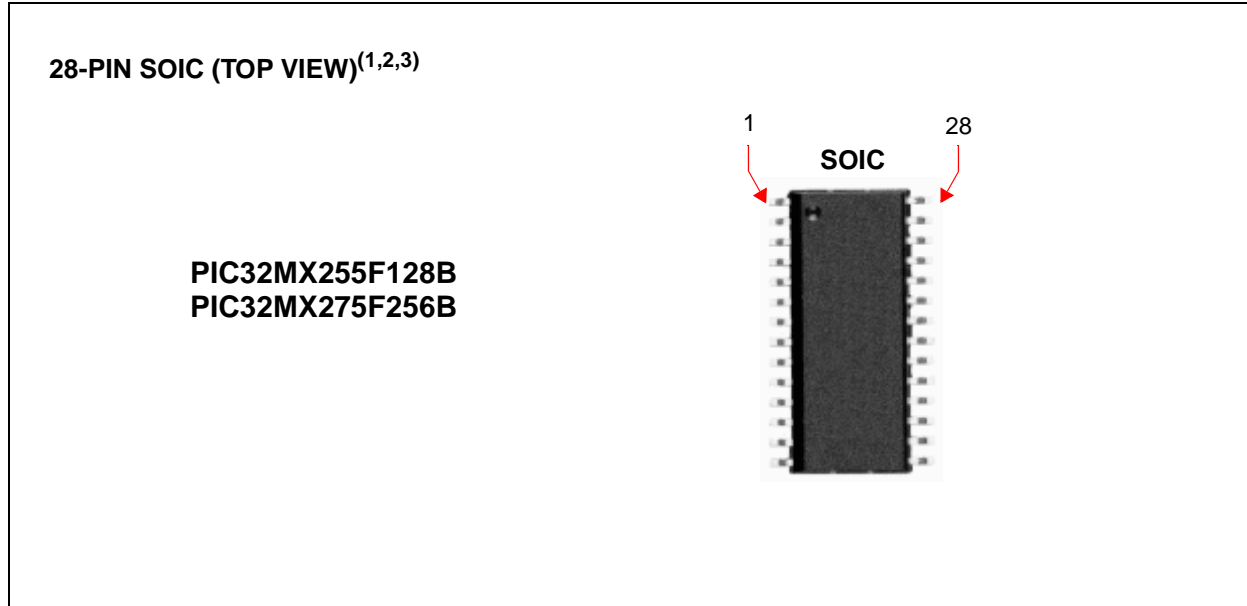 28-PIN SOIC (TOP VIEW)(1,2,3)
1
28
SOIC
PIC32MX255F128B
PIC32MX275F256B